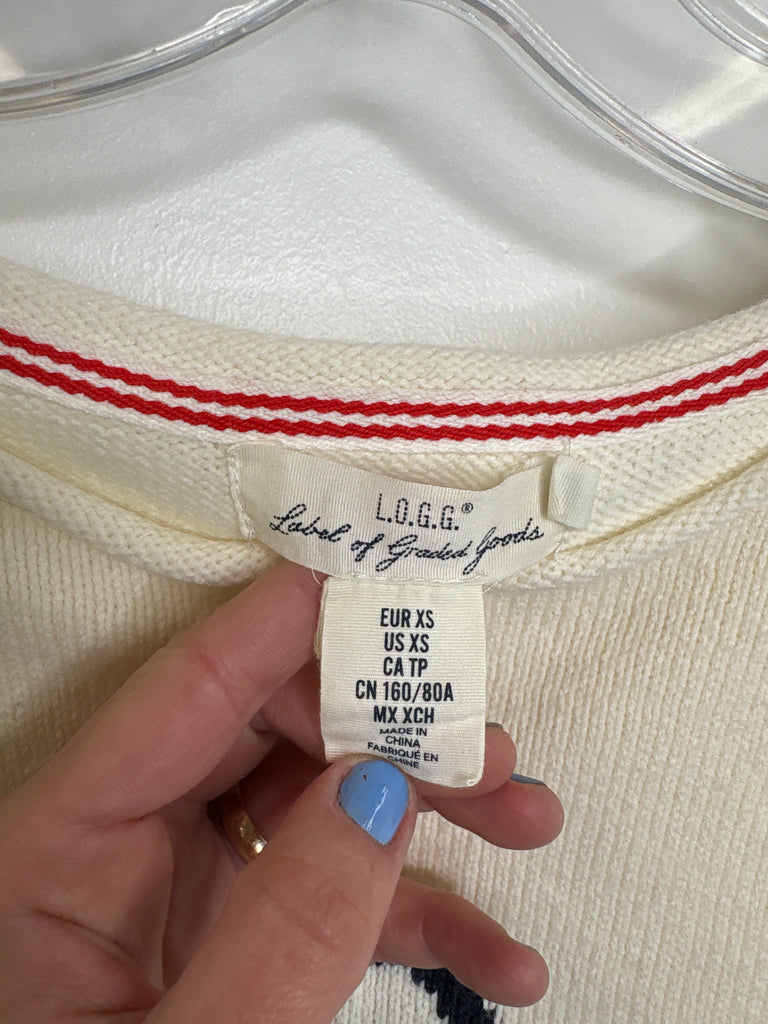 L.O.G.G.®
Label of Graded Goods
EUR XS
US XS
CA TP
CN 160/80A
MX XCH
MADE IN
CHINA
FABRIQUÉ EN
CHINE